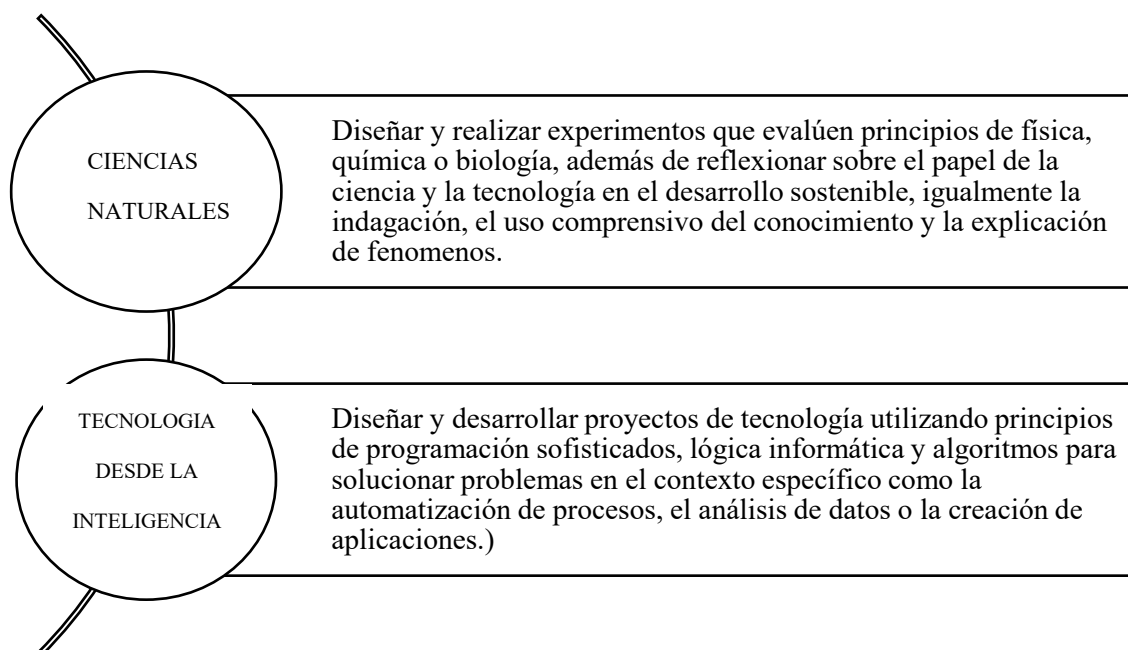 CIENCIAS
NATURALES
Diseñar y realizar experimentos que evalúen principios de física,
química o biología, además de reflexionar sobre el papel de la
ciencia y la tecnología en el desarrollo sostenible, igualmente la
indagación, el uso comprensivo del conocimiento y la explicación
de fenomenos.
TECNOLOGIA
DESDE LA
INTELIGENCIA
Diseñar y desarrollar proyectos de tecnología utilizando principios
de programación sofisticados, lógica informática y algoritmos para
solucionar problemas en el contexto específico como la
automatización de procesos, el análisis de datos o la creación de
aplicaciones.)